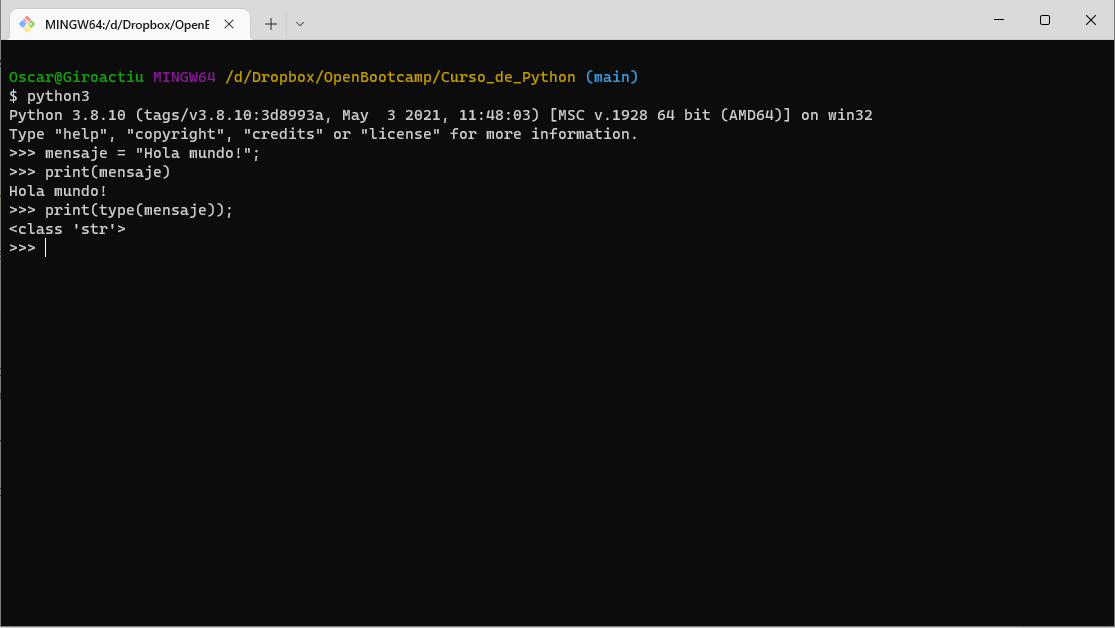 MINGW64:/d/Dropbox/OpenB
Oscar@Giroactiu MINGW64 /d/Dropbox/OpenBootcamp/Curso_de_Python (main)
$ python3
Python 3.8.10 (tags/v3.8.10:3d8993a, May  3 2021, 11:48:03) [MSC v.1928 64 bit (AMD64)] on win32
Type "help", "copyright", "credits" or "license" for more information.
>>> mensaje = "Hola mundo!";
>>> print(mensaje)
Hola mundo!
>>> print(type(mensaje));
<class 'str'>
>>>